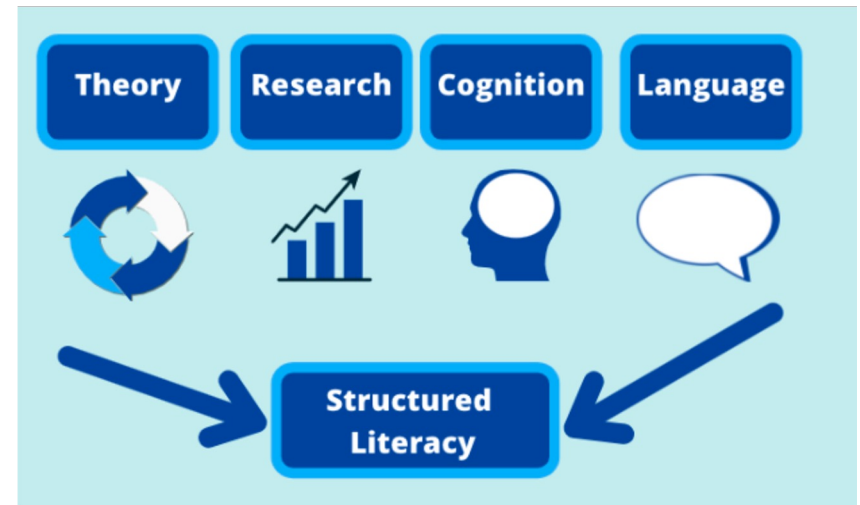 Theory
Research
Cognition
Language
Structured
Literacy